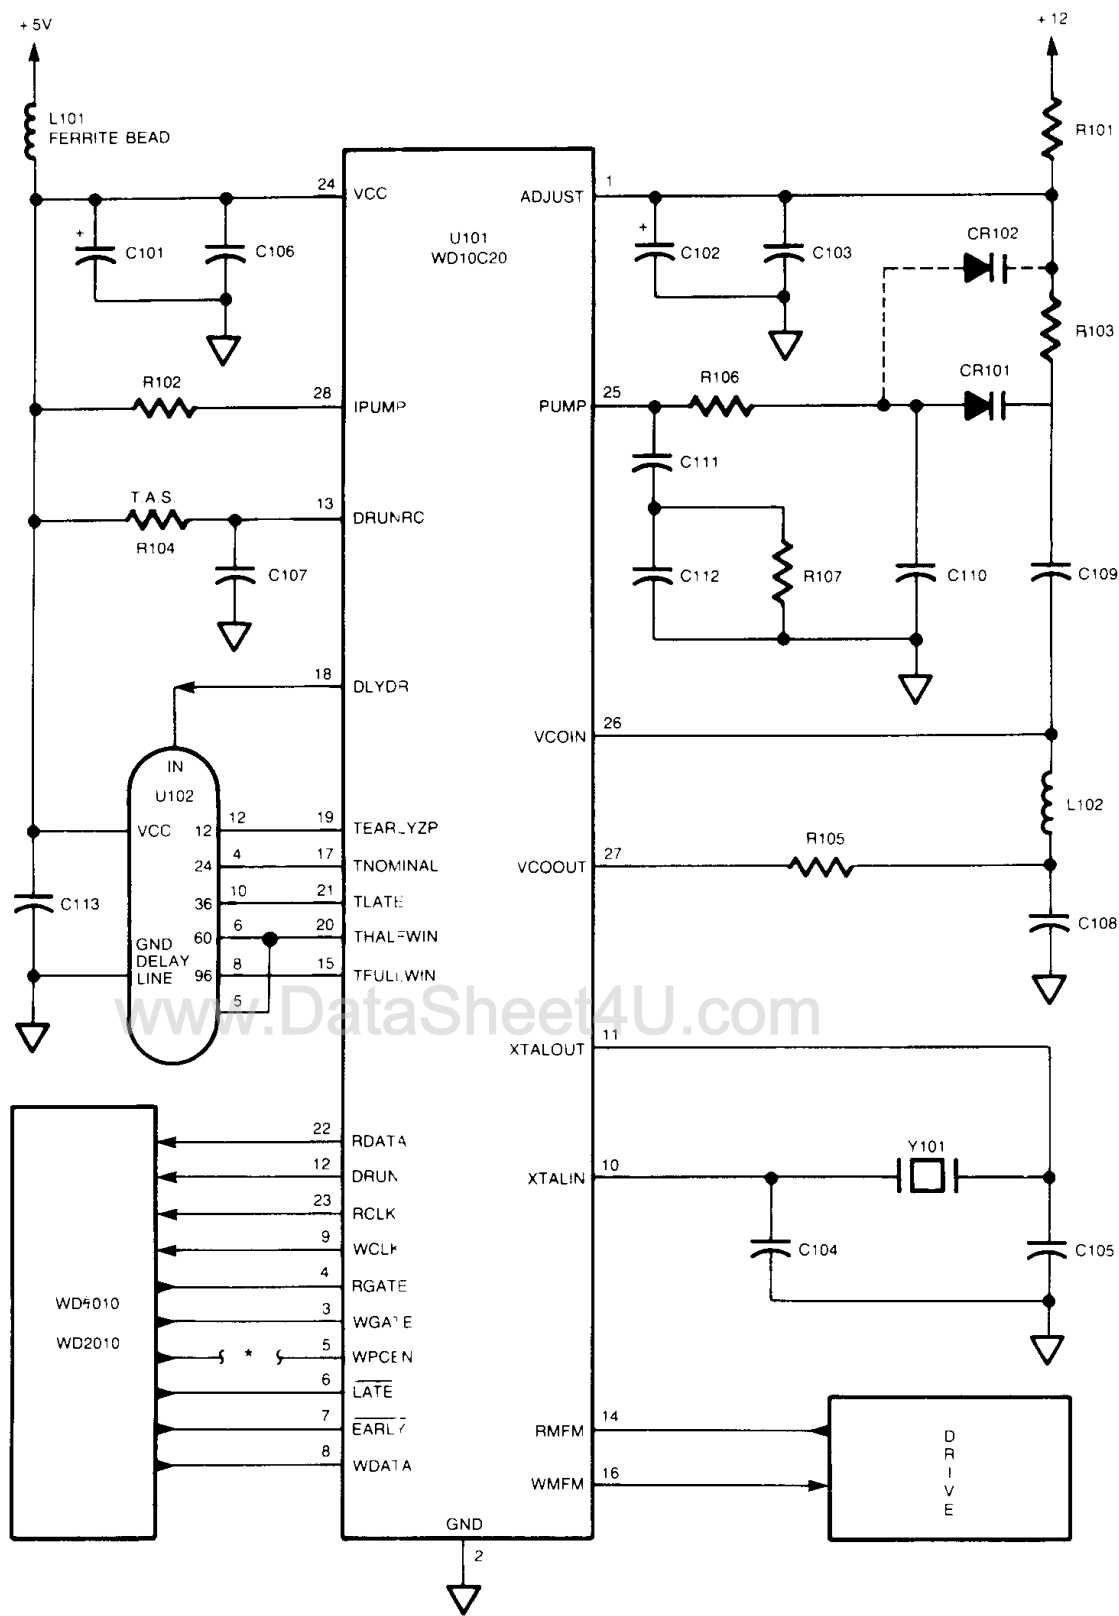 +5V
+12
L101
FERRITE BEAD
R101
24
VCC
ADJUST
1
U101
WD10C20
+
C101
C106
+
C102
C103
CR102
R103
R102
28
IPUMP
PUMP
25
R106
CR101
C111
T.A.S.
13
DRUNRC
R104
C107
C112
R107
C110
C109
18
DLYDR
VCOIN
26
IN
U102
L102
VCC
12
12
19
TEARLYZP
24
4
17
TNOMINAL
VCOOUT
27
R105
36
10
21
TLATE
C113
60
6
20
THALFWIN
C108
GND
DELAY
LINE
96
8
15
TFULLWIN
5
www.DataSheet4U.com
XTALOUT
11
22
RDATA
12
DRUN
XTALIN
10
Y101
23
RCLK
9
WCLK
C104
C105
4
RGATE
WD2010
3
WGATE
*
5
WPCEN
6
LATE
7
EARLY
RMFM
14
8
WDATA
WMFM
16
DRIVE
GND
2